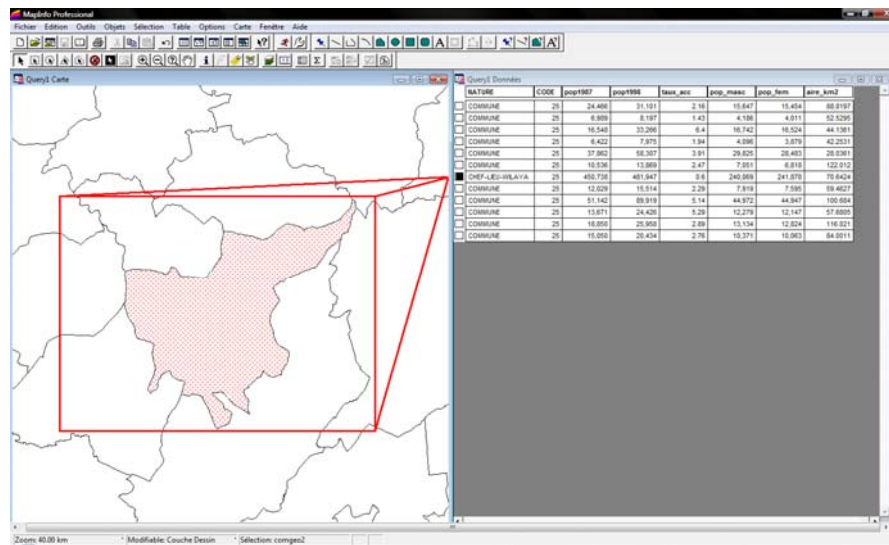 MapInfo Professional
Fichier Edition Outils Objets Sélection Table Options Carte Fenêtre Aide
Query1 Carte
Query1 Données
NATURE CODE pop1987 pop1998 taux_acc pop_masc pop_fem aire_km2
COMMUNE 25 24,466 31,101 2.16 15,647 15,454 88.8197
COMMUNE 25 6,989 8,197 1.43 4,186 4,011 52.5295
COMMUNE 25 16,548 33,266 6.4 16,742 16,524 44.1361
COMMUNE 25 6,422 7,975 1.94 4,096 3,879 42.2531
COMMUNE 25 37,862 58,307 3.91 29,825 28,483 28.0361
COMMUNE 25 10,536 13,869 2.47 7,051 6,818 122.012
CHEF-LIEU-WILAYA 25 450,738 481,947 0.6 240,069 241,878 70.6424
COMMUNE 25 12,029 15,514 2.29 7,919 7,595 59.4627
COMMUNE 25 51,142 89,919 5.14 44,972 44,947 100.684
COMMUNE 25 13,671 24,426 5.29 12,279 12,147 57.6805
COMMUNE 25 18,850 25,958 2.89 13,134 12,824 116.021
COMMUNE 25 15,050 20,434 2.76 10,371 10,063 84.0011
Zoom: 40.00 km Modifiable: Couche Dessin Sélection: comgeo2